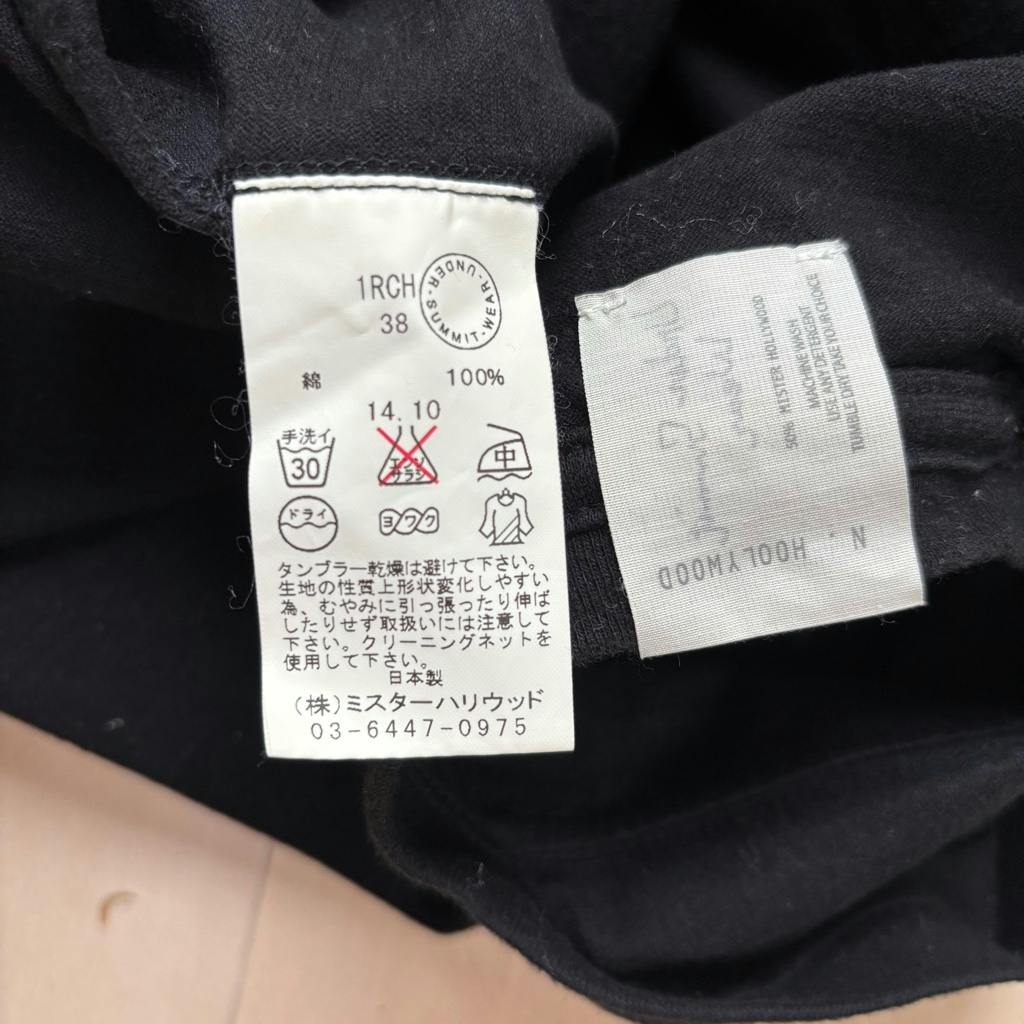 1RCH
38
UNDER·SUMMIT·WEAR·
綿 100%
14.10
手洗イ
30
エンソ
サラシ
中
ドライ
ヨワク
タンブラー乾燥は避けて下さい。
生地の性質上形状変化しやすい
為、むやみに引っ張ったり伸ば
したりせず取扱いには注意して
下さい。クリーニングネットを
使用して下さい。
日本製
(株)ミスターハリウッド
03-6447-0975
50% MISTER HOLLYWOOD
MACHINE WASH
USE ANY DETERGENT
TUMBLE DRY TAKE YOUR CHOICE
N. HOOLYWOOD